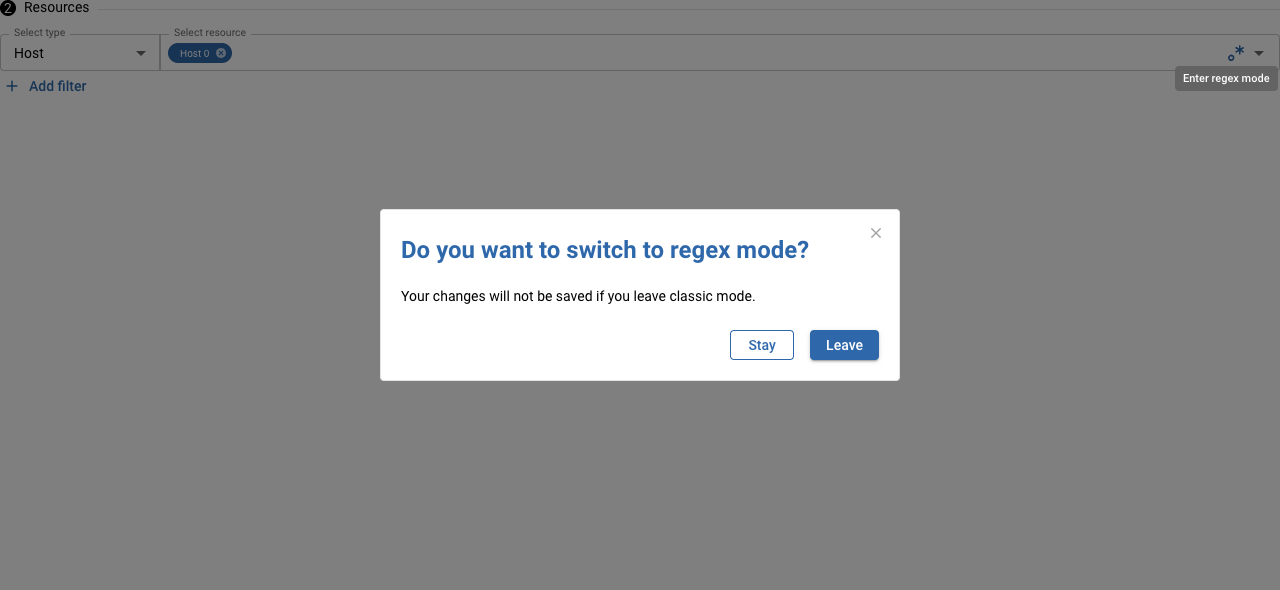 2 Resources
Select type
Select resource
Host
Host 0
Enter regex mode
Add filter
Do you want to switch to regex mode?
Your changes will not be saved if you leave classic mode.
Stay
Leave